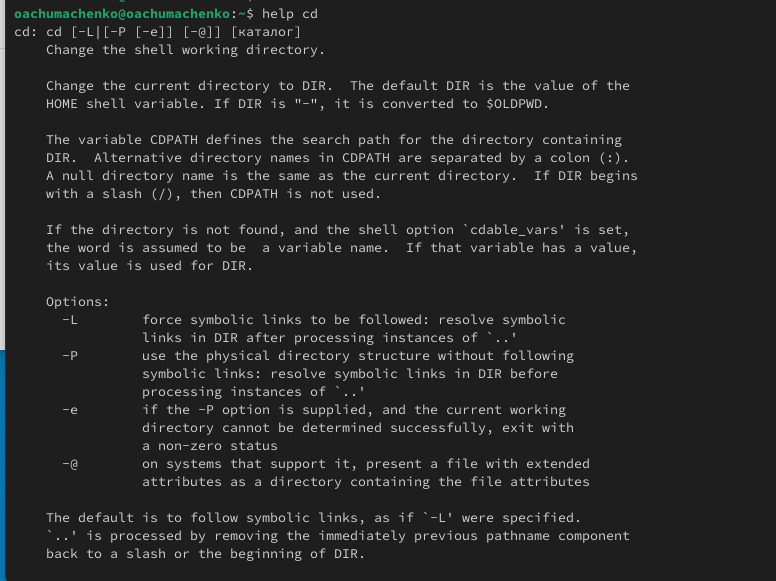 oachumachenko@oachumachenko:~$ help cd
cd: cd [-L|[-P [-e]] [-@]] [каталог]
    Change the shell working directory.

    Change the current directory to DIR.  The default DIR is the value of the
    HOME shell variable. If DIR is "-", it is converted to $OLDPWD.

    The variable CDPATH defines the search path for the directory containing
    DIR.  Alternative directory names in CDPATH are separated by a colon (:).
    A null directory name is the same as the current directory.  If DIR begins
    with a slash (/), then CDPATH is not used.

    If the directory is not found, and the shell option `cdable_vars' is set,
    the word is assumed to be  a variable name.  If that variable has a value,
    its value is used for DIR.

    Options:
      -L        force symbolic links to be followed: resolve symbolic
                links in DIR after processing instances of `..'
      -P        use the physical directory structure without following
                symbolic links: resolve symbolic links in DIR before
                processing instances of `..'
      -e        if the -P option is supplied, and the current working
                directory cannot be determined successfully, exit with
                a non-zero status
      -@        on systems that support it, present a file with extended
                attributes as a directory containing the file attributes

    The default is to follow symbolic links, as if `-L' were specified.
    `..' is processed by removing the immediately previous pathname component
    back to a slash or the beginning of DIR.